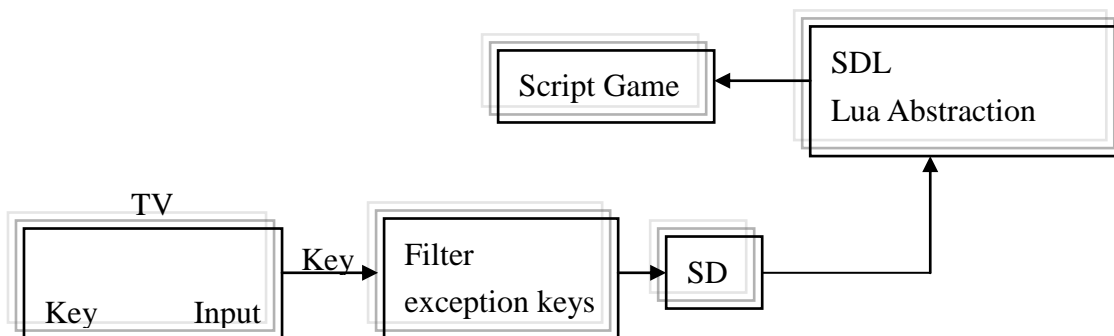 SDL
Script Game
Lua Abstraction
TV
Key
Filter
SD
Key Input
exception keys